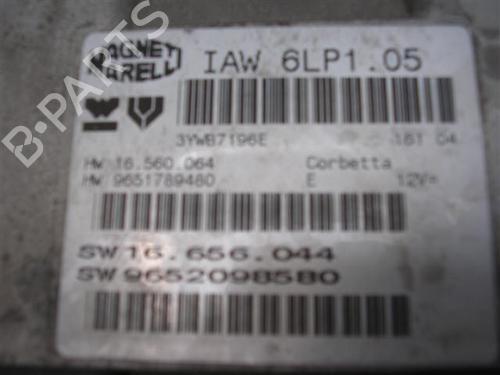 MAGNETI
MARELLI
IAW 6LP1.05
3YWB7196E 161 04
HW 16.560.064 Corbetta
HW 9651789480 E 12V=
SW16.656.044
SW9652098580
B-PARTS